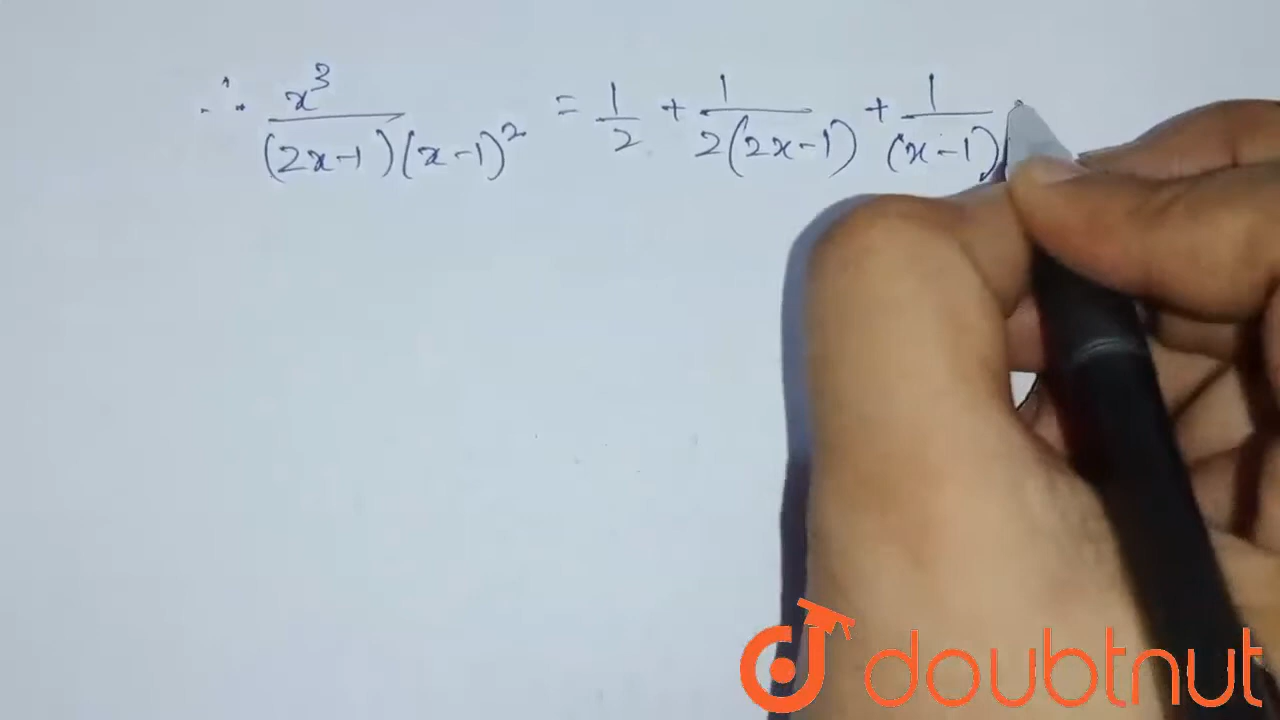 ∴ x³/((2x-1)(x-1)²) = 1/2 + 1/(2(2x-1)) + 1/(x-1)
doubtnut